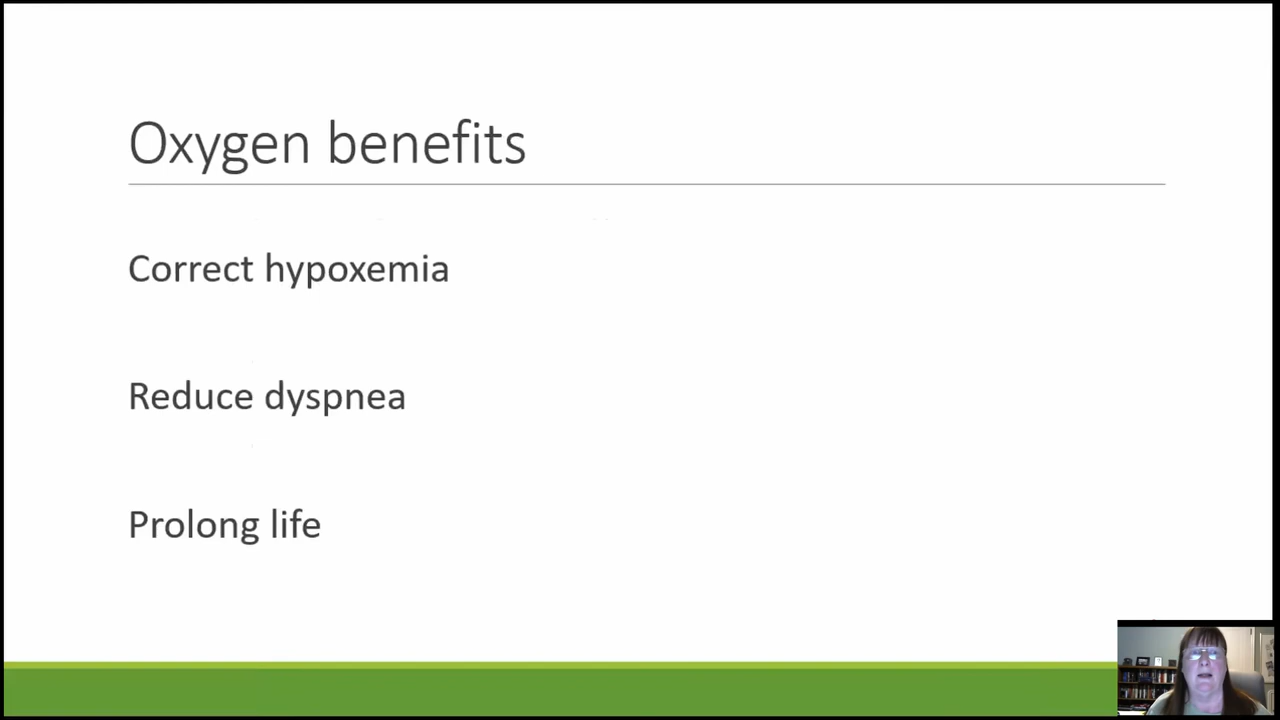 Oxygen benefits
Correct hypoxemia
Reduce dyspnea
Prolong life